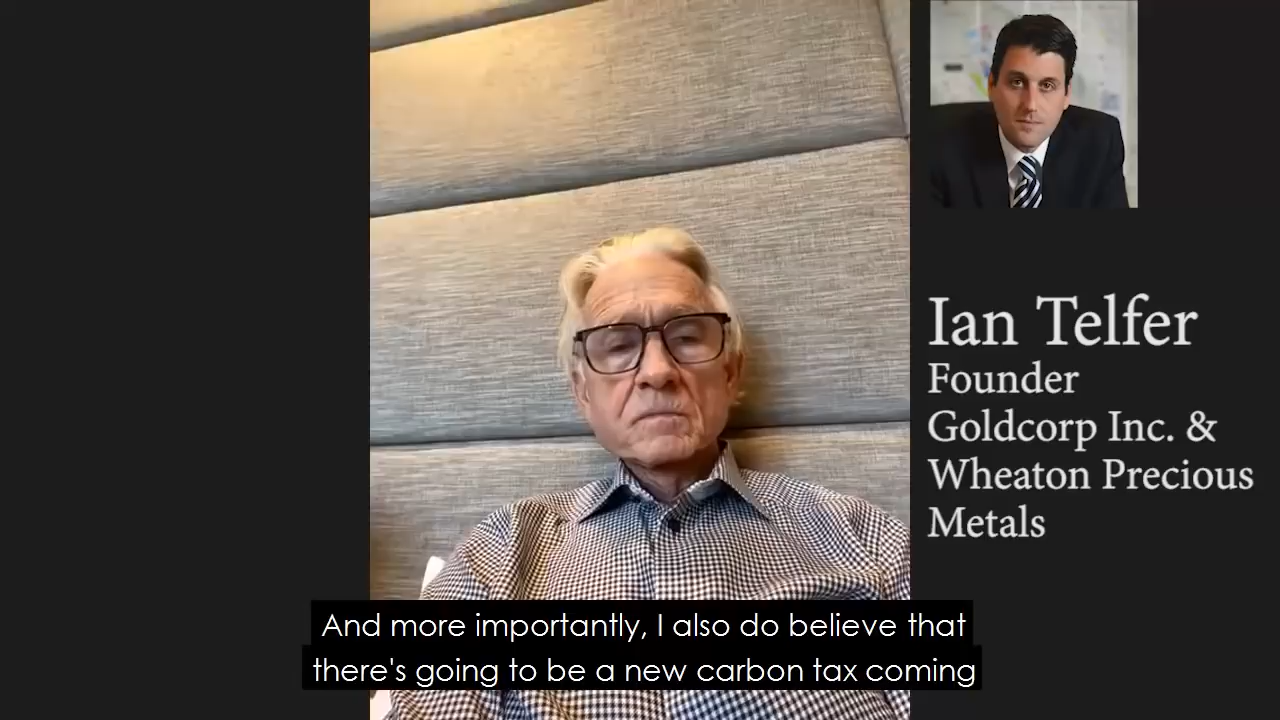 Ian Telfer
Founder
Goldcorp Inc. &
Wheaton Precious
Metals
And more importantly, I also do believe that
there's going to be a new carbon tax coming